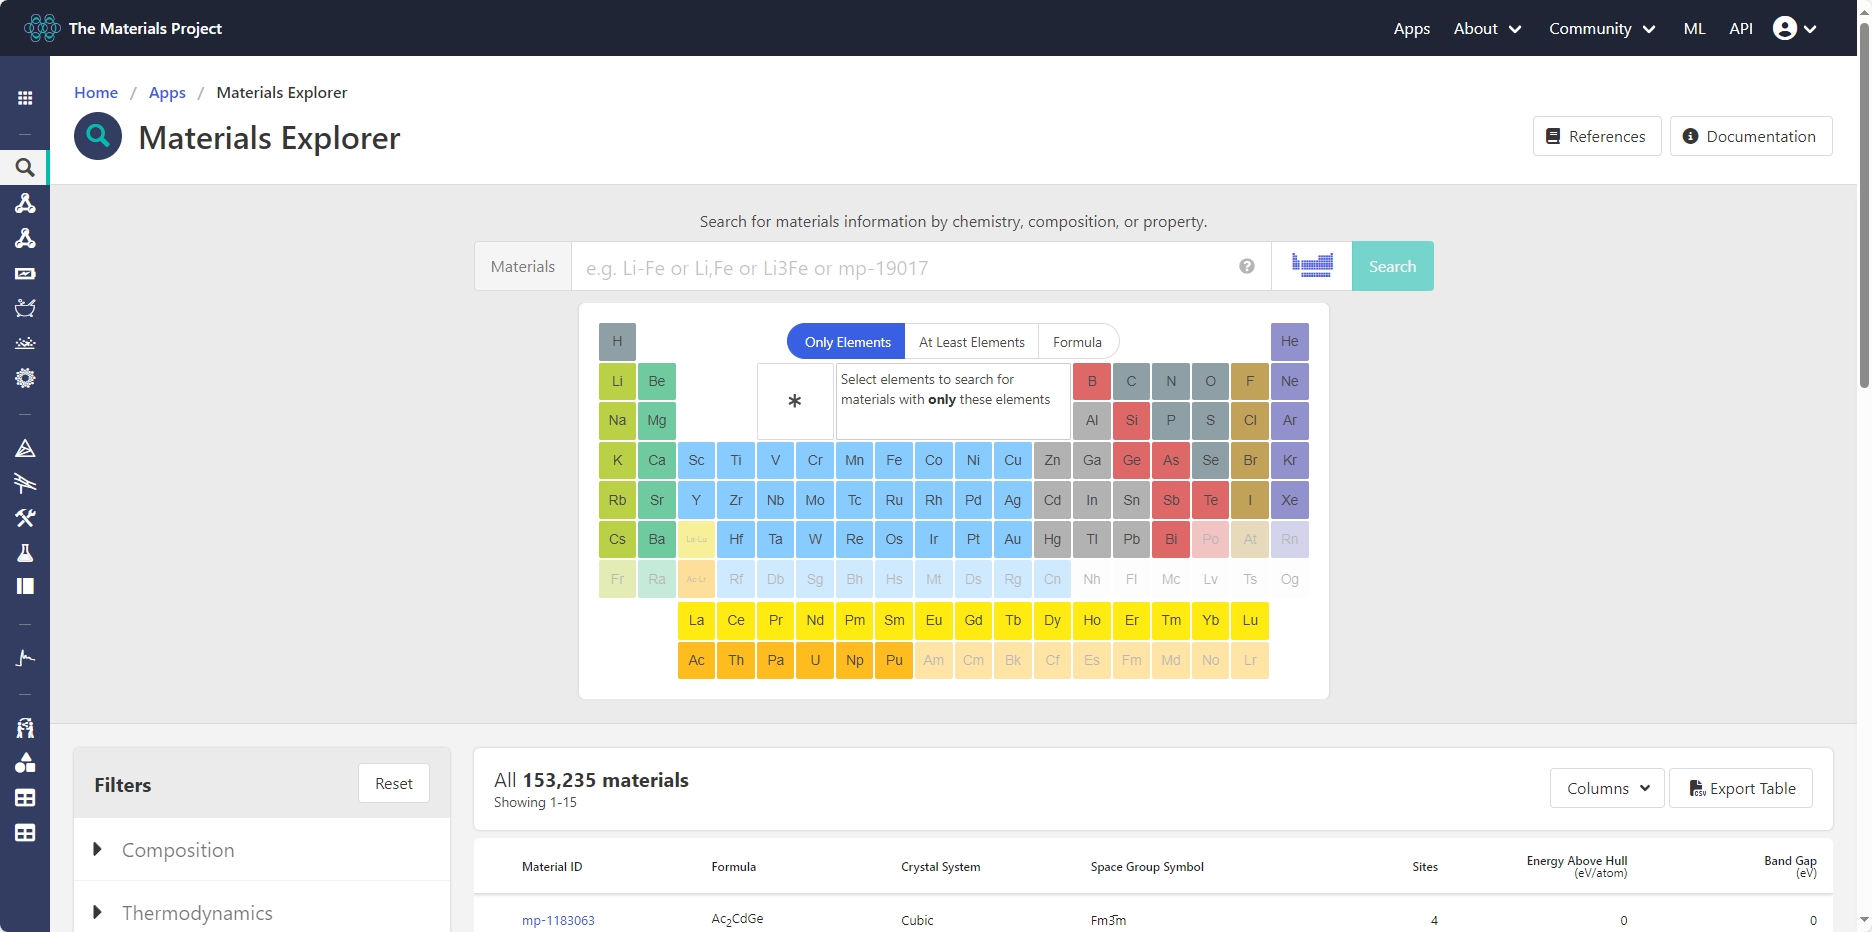 The Materials Project
Apps About Community ML API
Home / Apps / Materials Explorer
Materials Explorer
References Documentation
Search for materials information by chemistry, composition, or property.
Materials e.g. Li-Fe or Li,Fe or Li3Fe or mp-19017 Search
H Only Elements At Least Elements Formula He
Li Be Select elements to search for B C N O F Ne
* materials with only these elements
Na Mg Al Si P S Cl Ar
K Ca Sc Ti V Cr Mn Fe Co Ni Cu Zn Ga Ge As Se Br Kr
Rb Sr Y Zr Nb Mo Tc Ru Rh Pd Ag Cd In Sn Sb Te I Xe
Cs Ba La-Lu Hf Ta W Re Os Ir Pt Au Hg Tl Pb Bi Po At Rn
Fr Ra Ac-Lr Rf Db Sg Bh Hs Mt Ds Rg Cn Nh Fl Mc Lv Ts Og
La Ce Pr Nd Pm Sm Eu Gd Tb Dy Ho Er Tm Yb Lu
Ac Th Pa U Np Pu Am Cm Bk Cf Es Fm Md No Lr
Filters Reset
Composition
Thermodynamics
All 153,235 materials
Showing 1-15
Columns Export Table
Material ID Formula Crystal System Space Group Symbol Sites Energy Above Hull (eV/atom) Band Gap (eV)
mp-1183063 Ac₂CdGe Cubic Fm3̅m 4 0 0